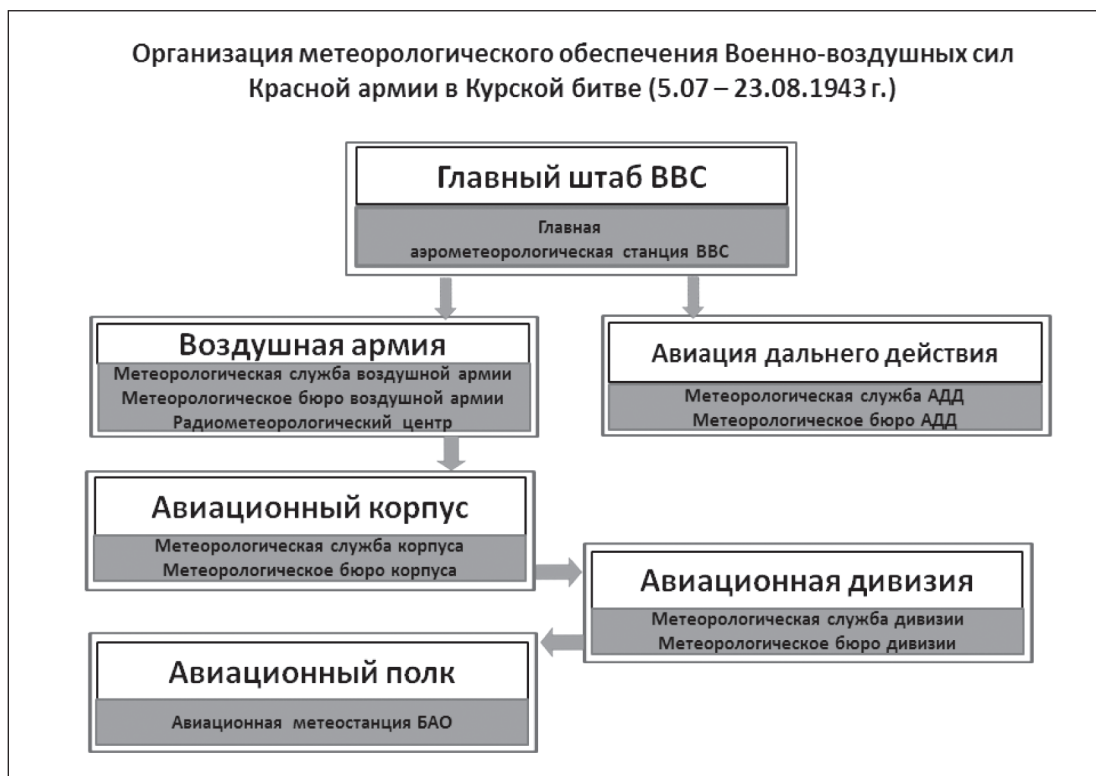 Организация метеорологического обеспечения Военно-воздушных сил
Красной армии в Курской битве (5.07 – 23.08.1943 г.)
Главный штаб ВВС
Главная
аэрометеорологическая станция ВВС
Воздушная армия
Метеорологическая служба воздушной армии
Метеорологическое бюро воздушной армии
Радиометеорологический центр
Авиация дальнего действия
Метеорологическая служба АДД
Метеорологическое бюро АДД
Авиационный корпус
Метеорологическая служба корпуса
Метеорологическое бюро корпуса
Авиационная дивизия
Метеорологическая служба дивизии
Метеорологическое бюро дивизии
Авиационный полк
Авиационная метеостанция БАО